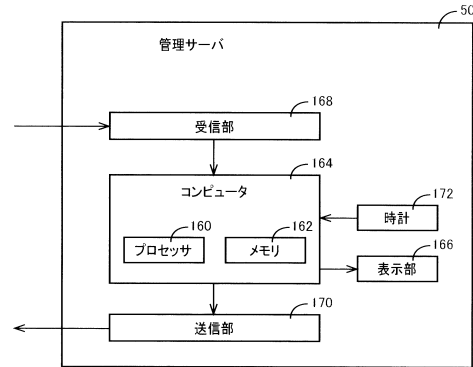 50
管理サーバ
168
受信部
164
コンピュータ
172
時計
160
プロセッサ
162
メモリ
166
表示部
170
送信部